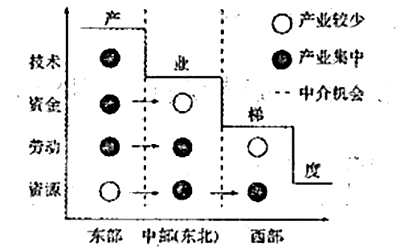 产
业
梯
度
产业较少
产业集中
中介机会
技术
资金
劳动
资源
东部 中部(东北) 西部